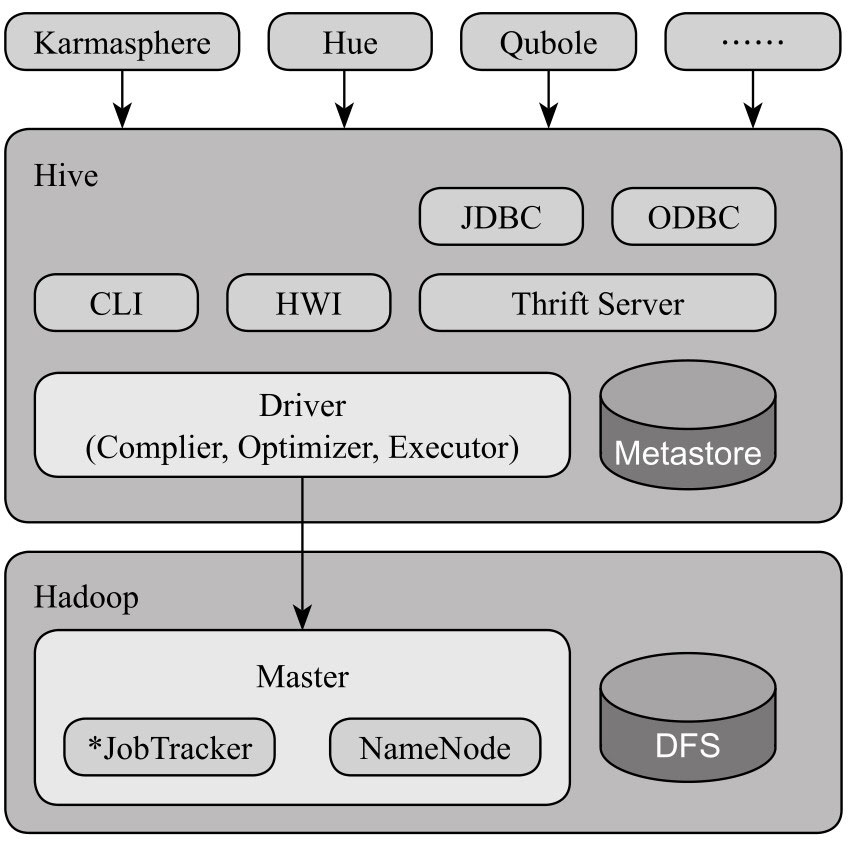 Karmasphere
Hue
Qubole
······
Hive
JDBC
ODBC
CLI
HWI
Thrift Server
Driver
(Complier, Optimizer, Executor)
Metastore
Hadoop
Master
*JobTracker
NameNode
DFS